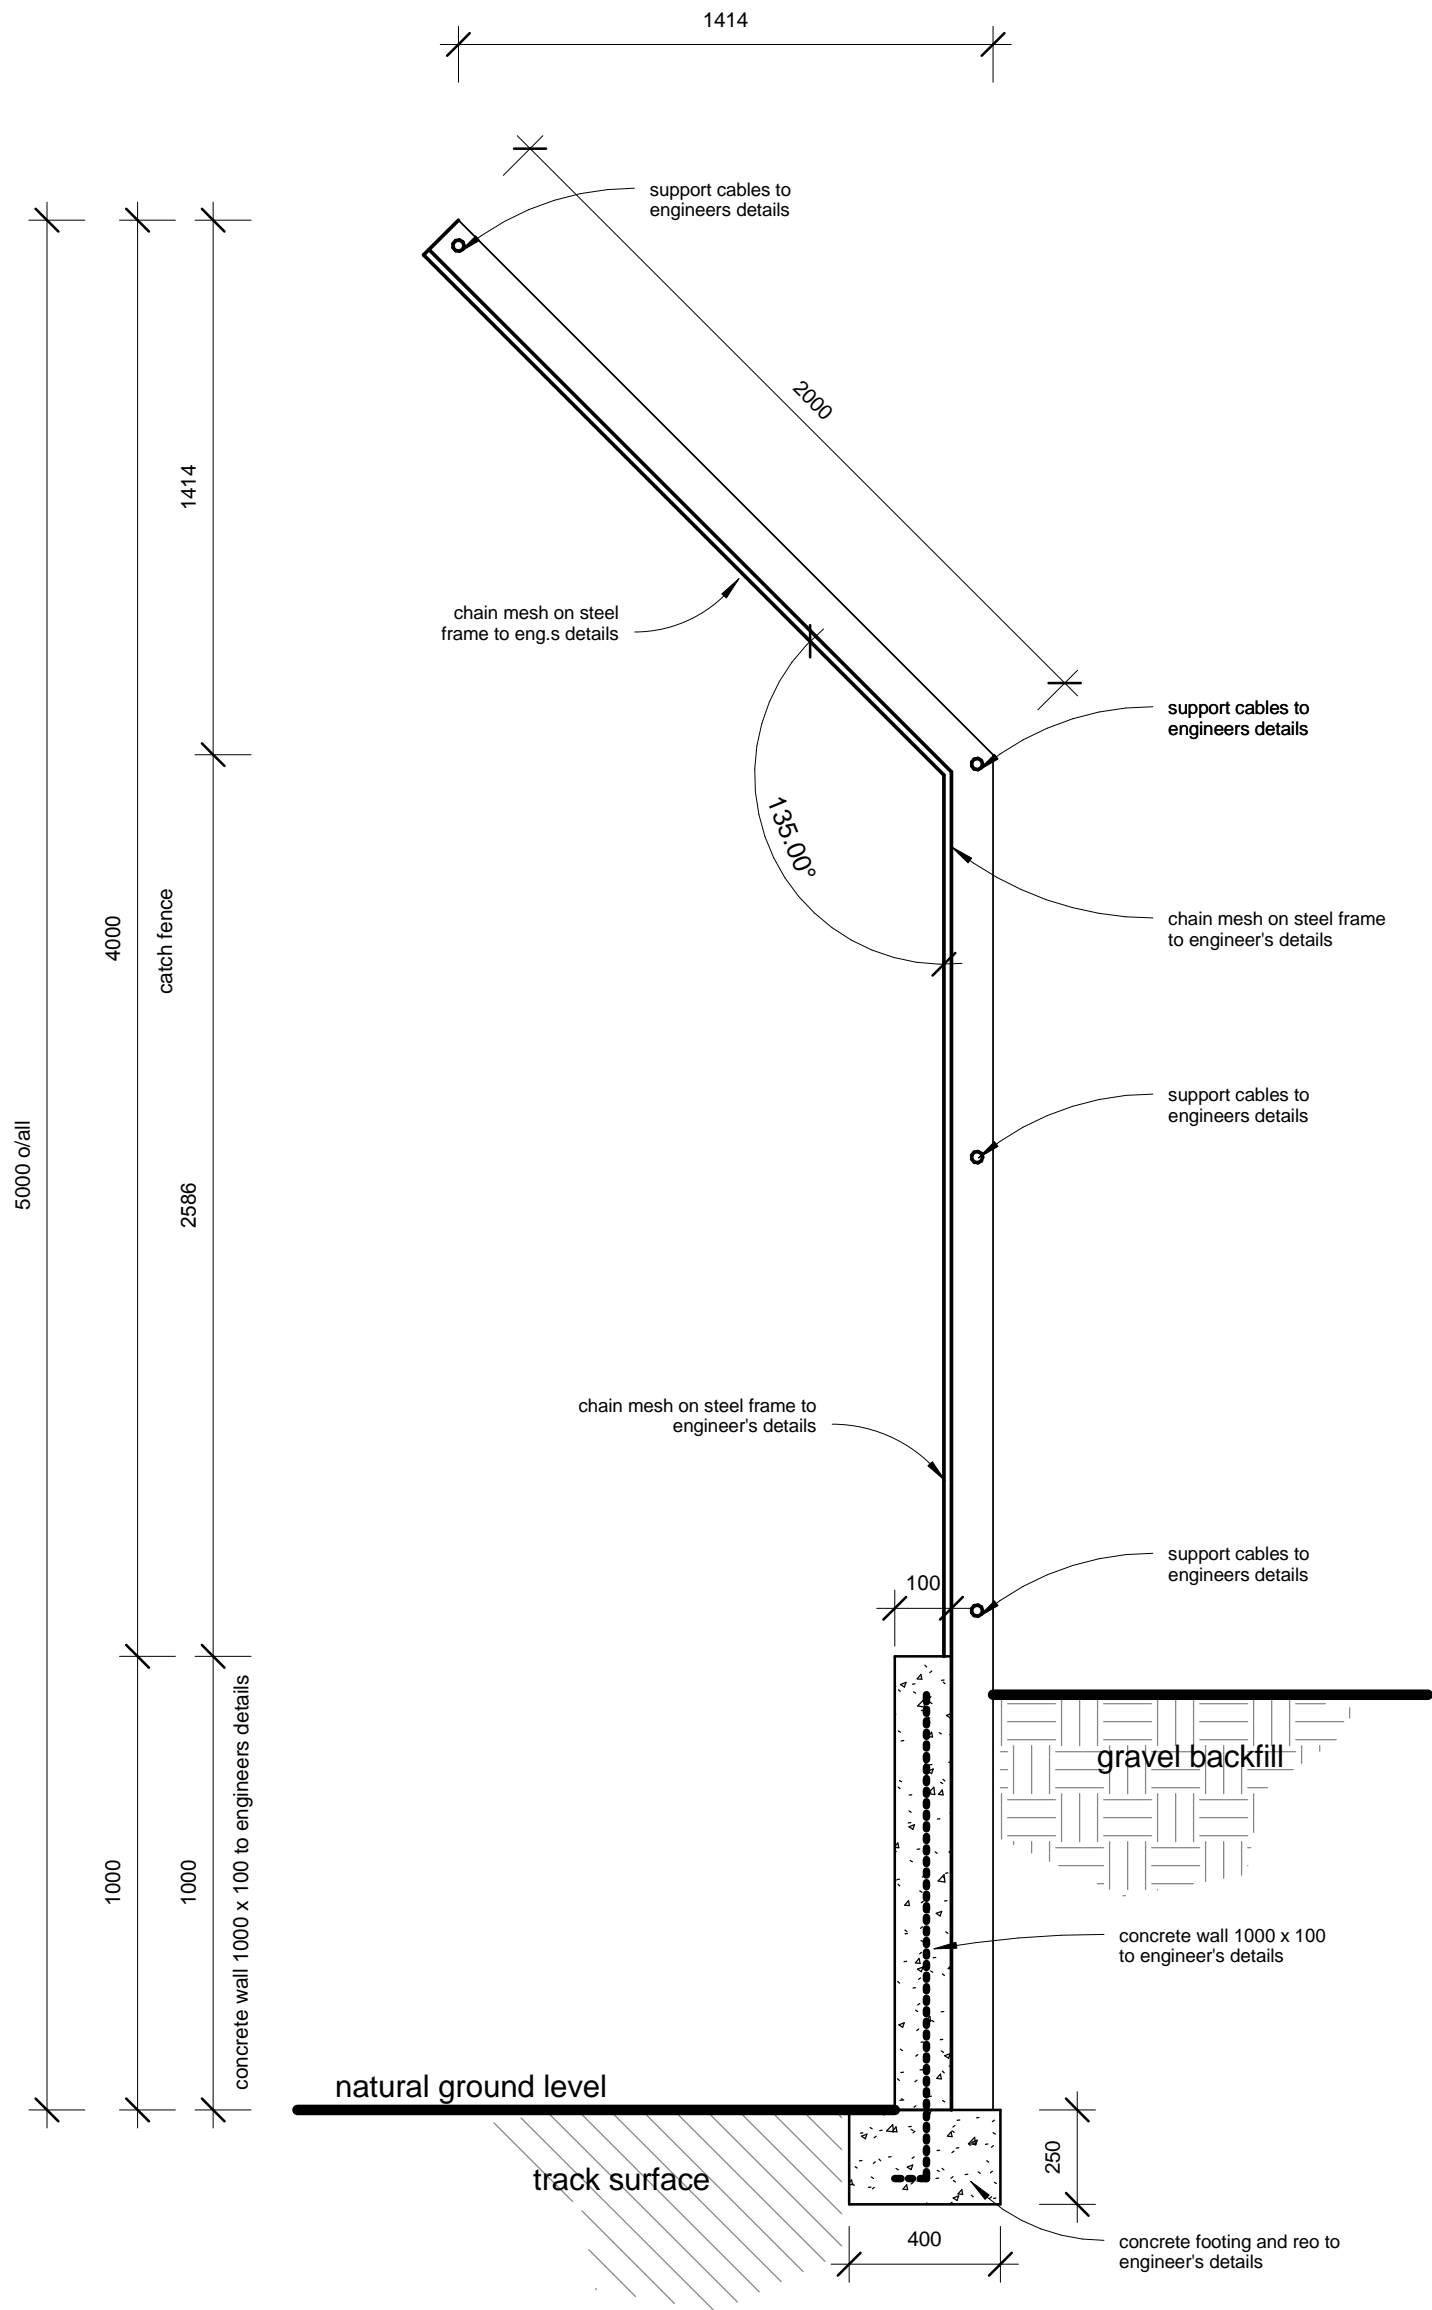 1414
support cables to
engineers details
2000
1414
chain mesh on steel
frame to eng.s details
support cables to
engineers details
135.00°
chain mesh on steel frame
to engineer's details
4000
catch fence
support cables to
engineers details
5000 o/all
2586
chain mesh on steel frame to
engineer's details
support cables to
engineers details
100
gravel backfill
1000
1000
concrete wall 1000 x 100 to engineers details
concrete wall 1000 x 100
to engineer's details
natural ground level
track surface
250
400
concrete footing and reo to
engineer's details